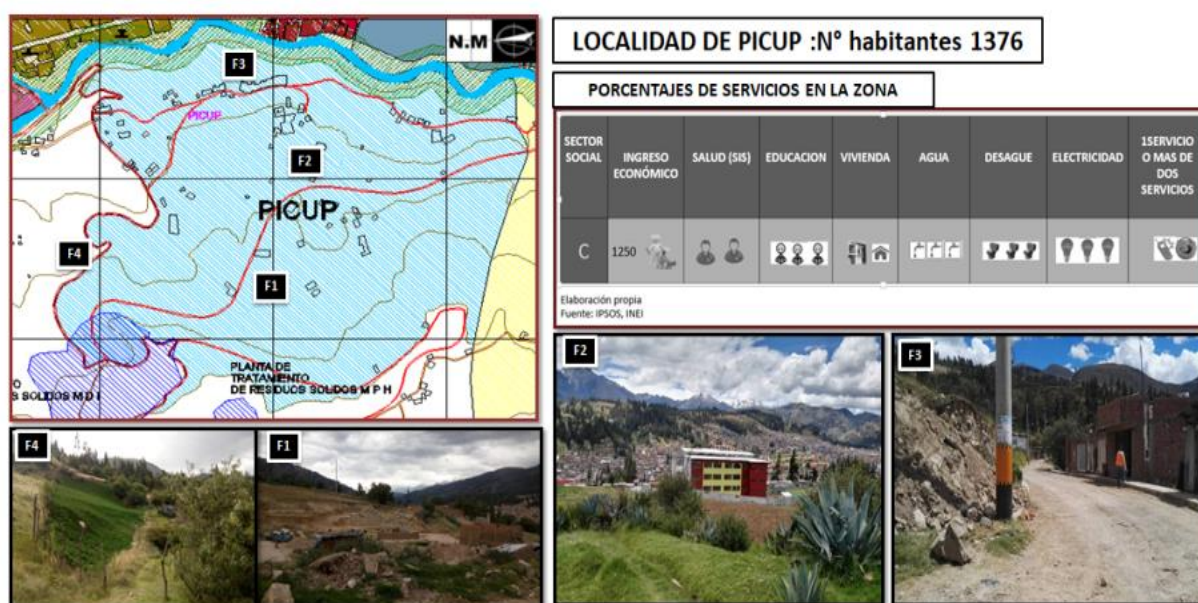 N.M
F3
PICUP
F2
PICUP
F4
F1
PLANTA DE
TRATAMIENTO
DE RESIDUOS SOLIDOS M P H
S SOLIDOS M D I
LOCALIDAD DE PICUP :N° habitantes 1376
PORCENTAJES DE SERVICIOS EN LA ZONA
SECTOR SOCIAL
INGRESO ECONÓMICO
SALUD (SIS)
EDUCACION
VIVIENDA
AGUA
DESAGUE
ELECTRICIDAD
1SERVICIO
O MAS DE
DOS
SERVICIOS
C
1250
Elaboración propia
Fuente: IPSOS, INEI
F4
F1
F2
F3